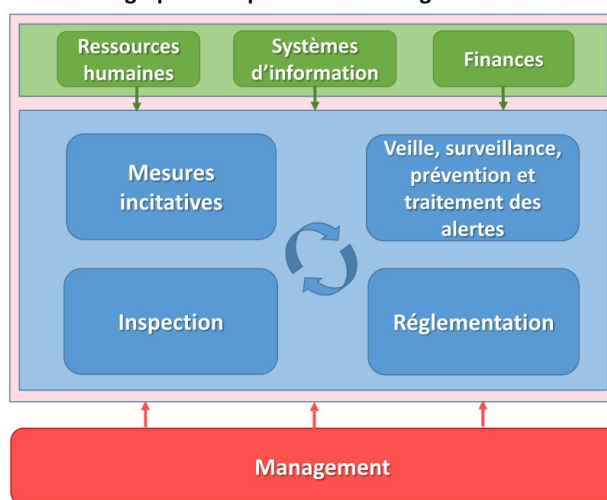 Ressources
humaines
Systèmes
d'information
Finances
Mesures
incitatives
Veille, surveillance,
prévention et
traitement des
alertes
Inspection
Réglementation
Management